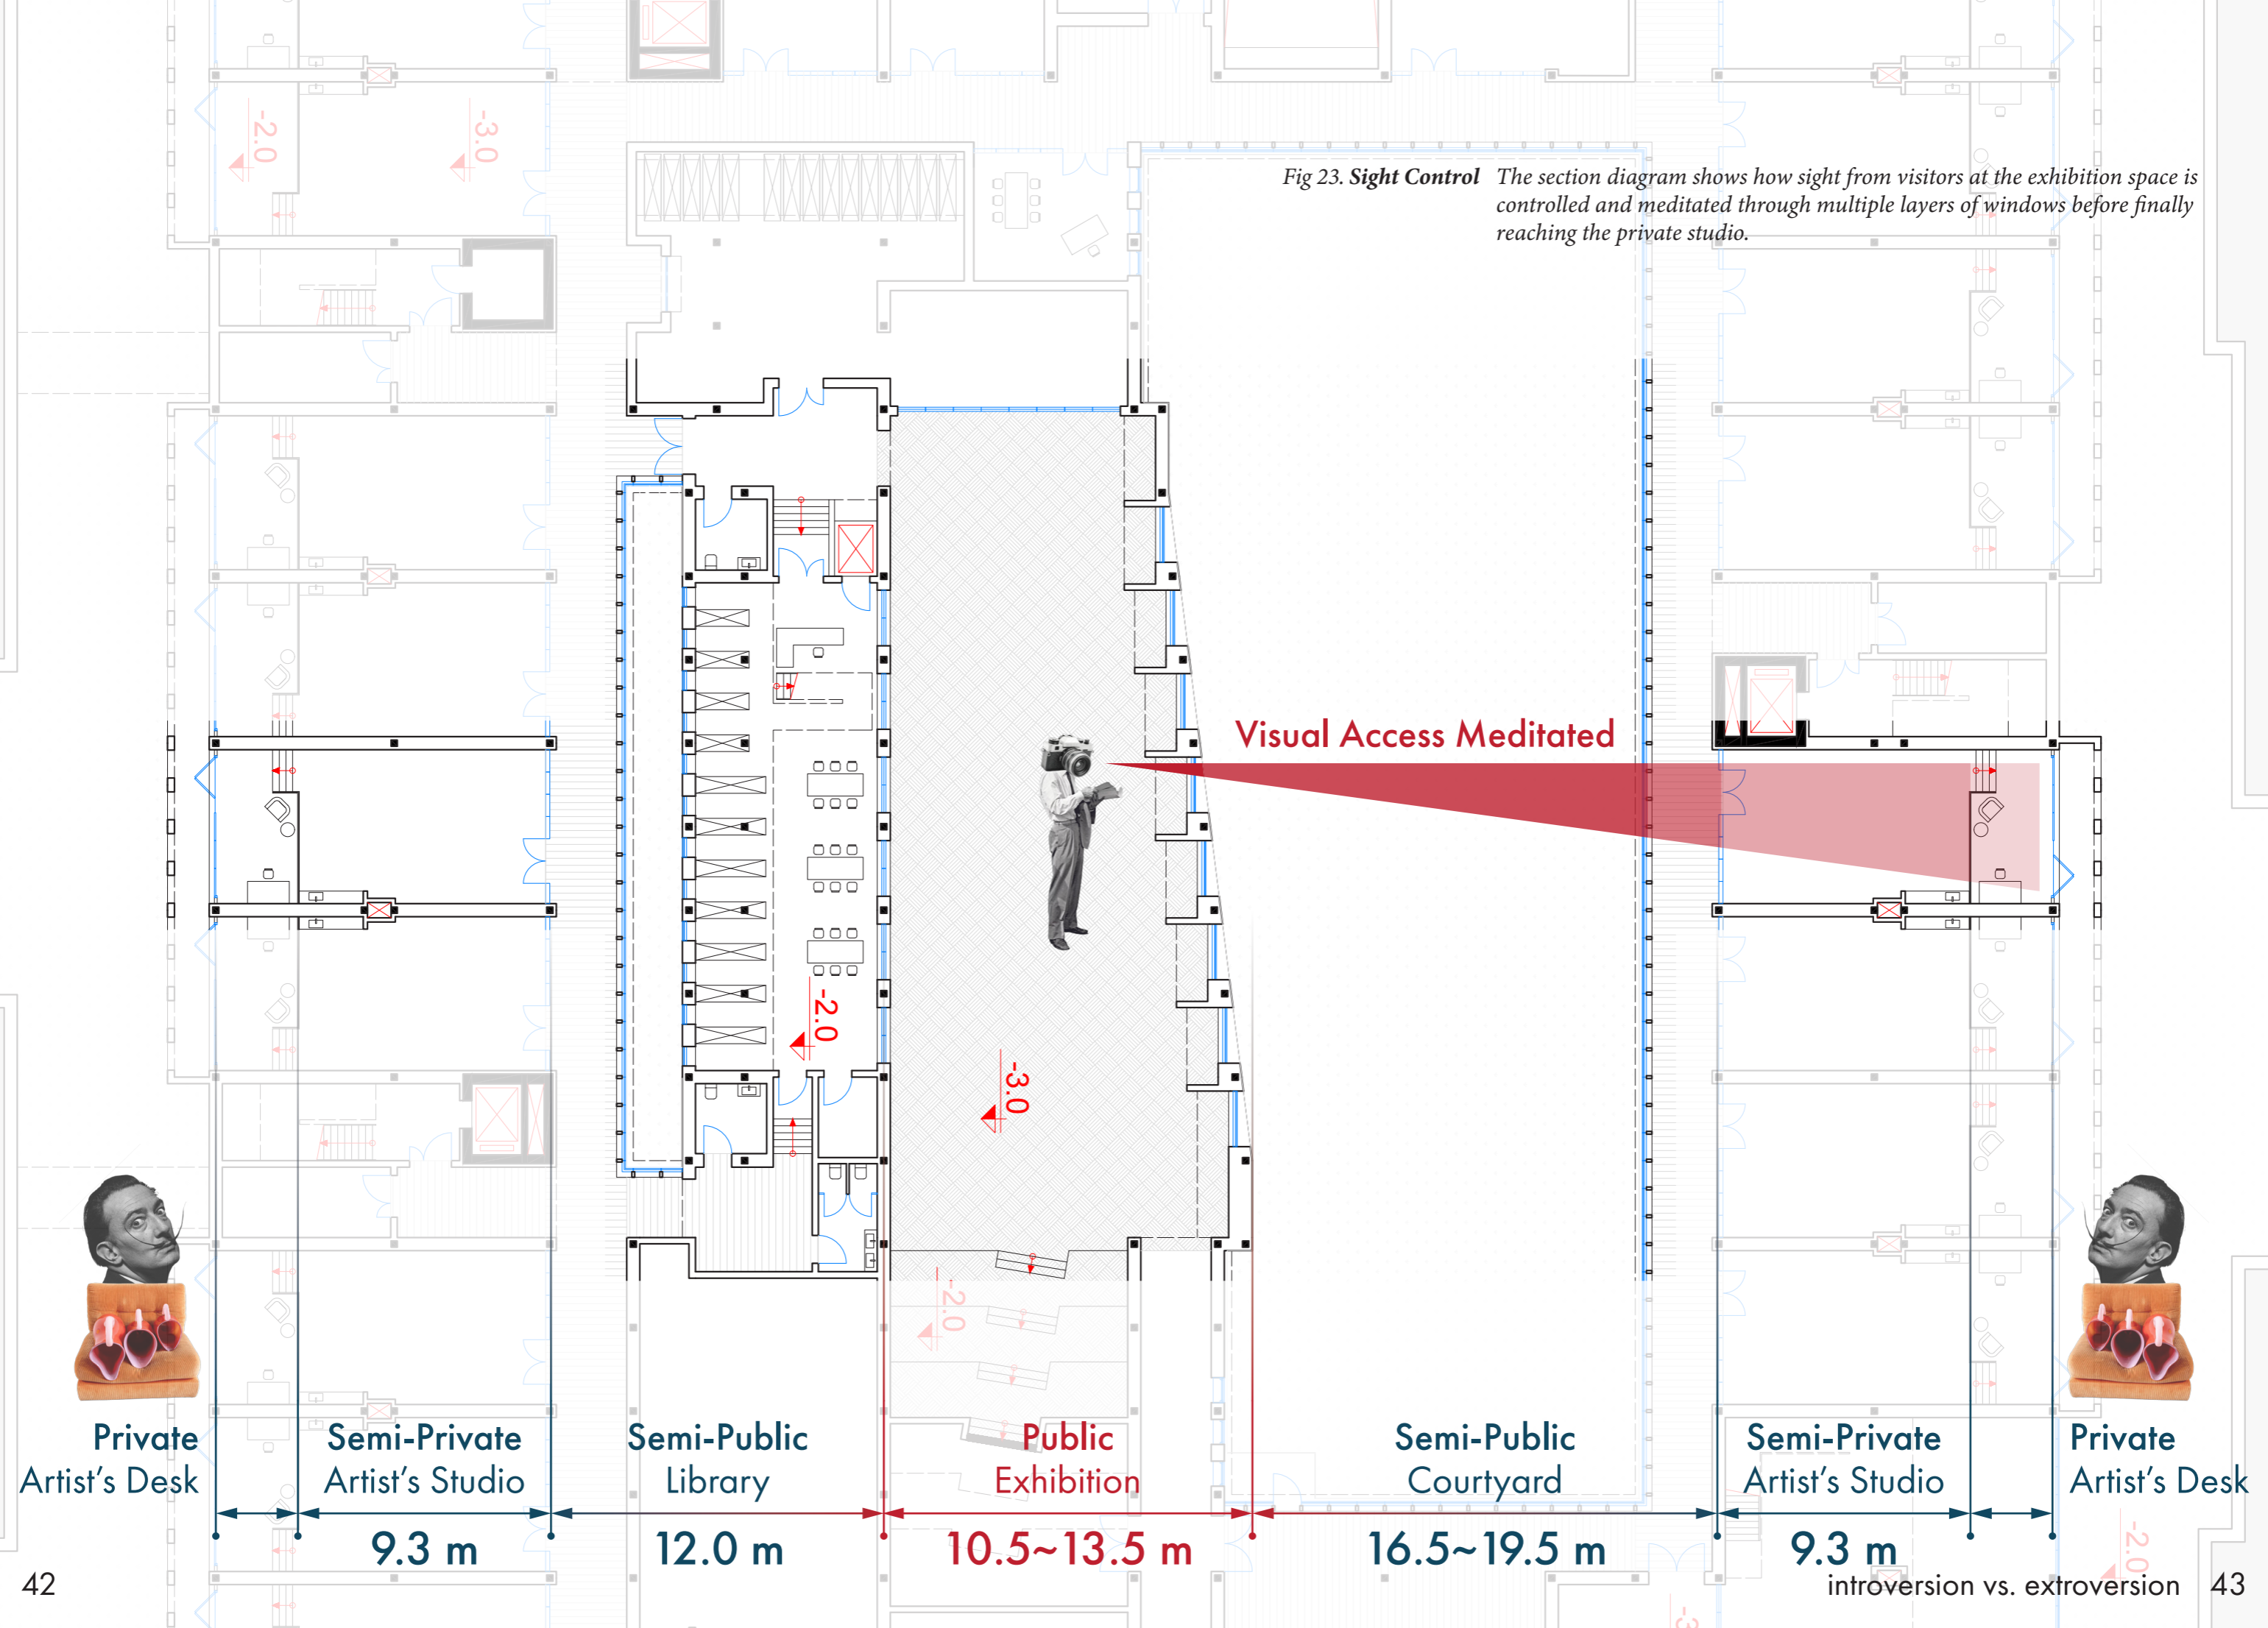 -2.0
-3.0
Fig 23. Sight Control The section diagram shows how sight from visitors at the exhibition space is
controlled and meditated through multiple layers of windows before finally
reaching the private studio.
Visual Access Meditated
-2.0
-3.0
-2.0
Private
Artist's Desk
Semi-Private
Artist's Studio
Semi-Public
Library
Public
Exhibition
Semi-Public
Courtyard
Semi-Private
Artist's Studio
Private
Artist's Desk
9.3 m
12.0 m
10.5~13.5 m
16.5~19.5 m
9.3 m
-2.0
42
introversion vs. extroversion 43